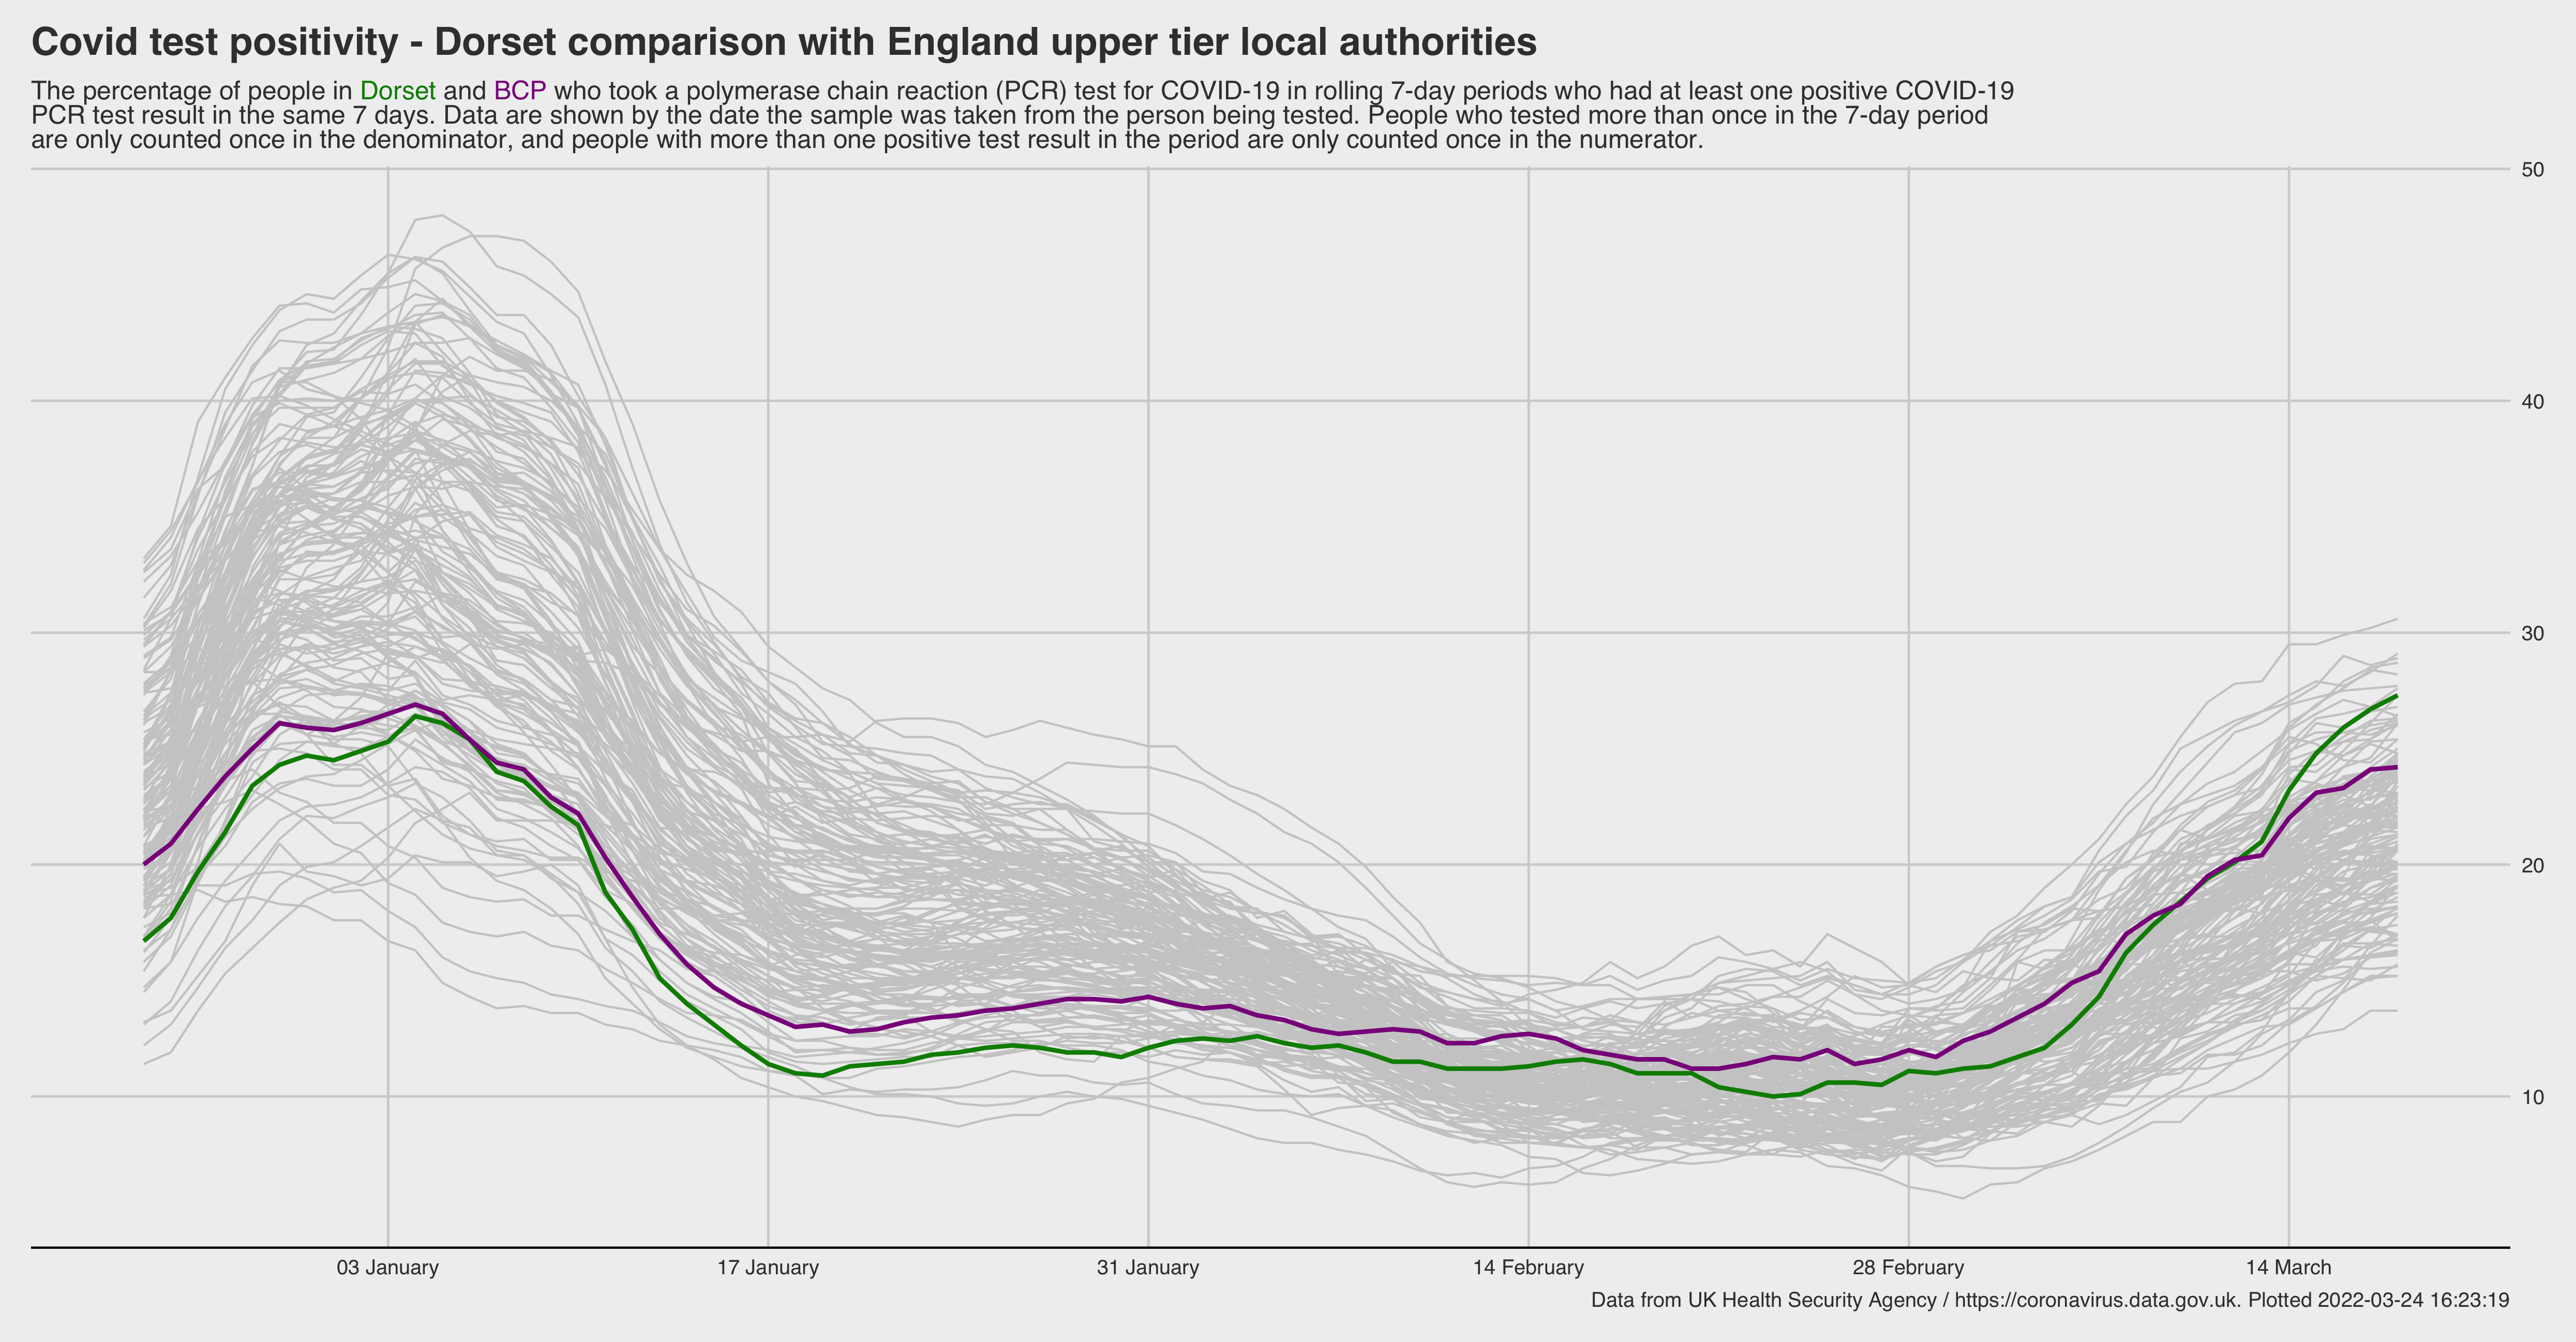 Covid test positivity - Dorset comparison with England upper tier local authorities
The percentage of people in Dorset and BCP who took a polymerase chain reaction (PCR) test for COVID-19 in rolling 7-day periods who had at least one positive COVID-19
PCR test result in the same 7 days. Data are shown by the date the sample was taken from the person being tested. People who tested more than once in the 7-day period
are only counted once in the denominator, and people with more than one positive test result in the period are only counted once in the numerator.
50
40
30
20
10
03 January
17 January
31 January
14 February
28 February
14 March
Data from UK Health Security Agency / https://coronavirus.data.gov.uk. Plotted 2022-03-24 16:23:19